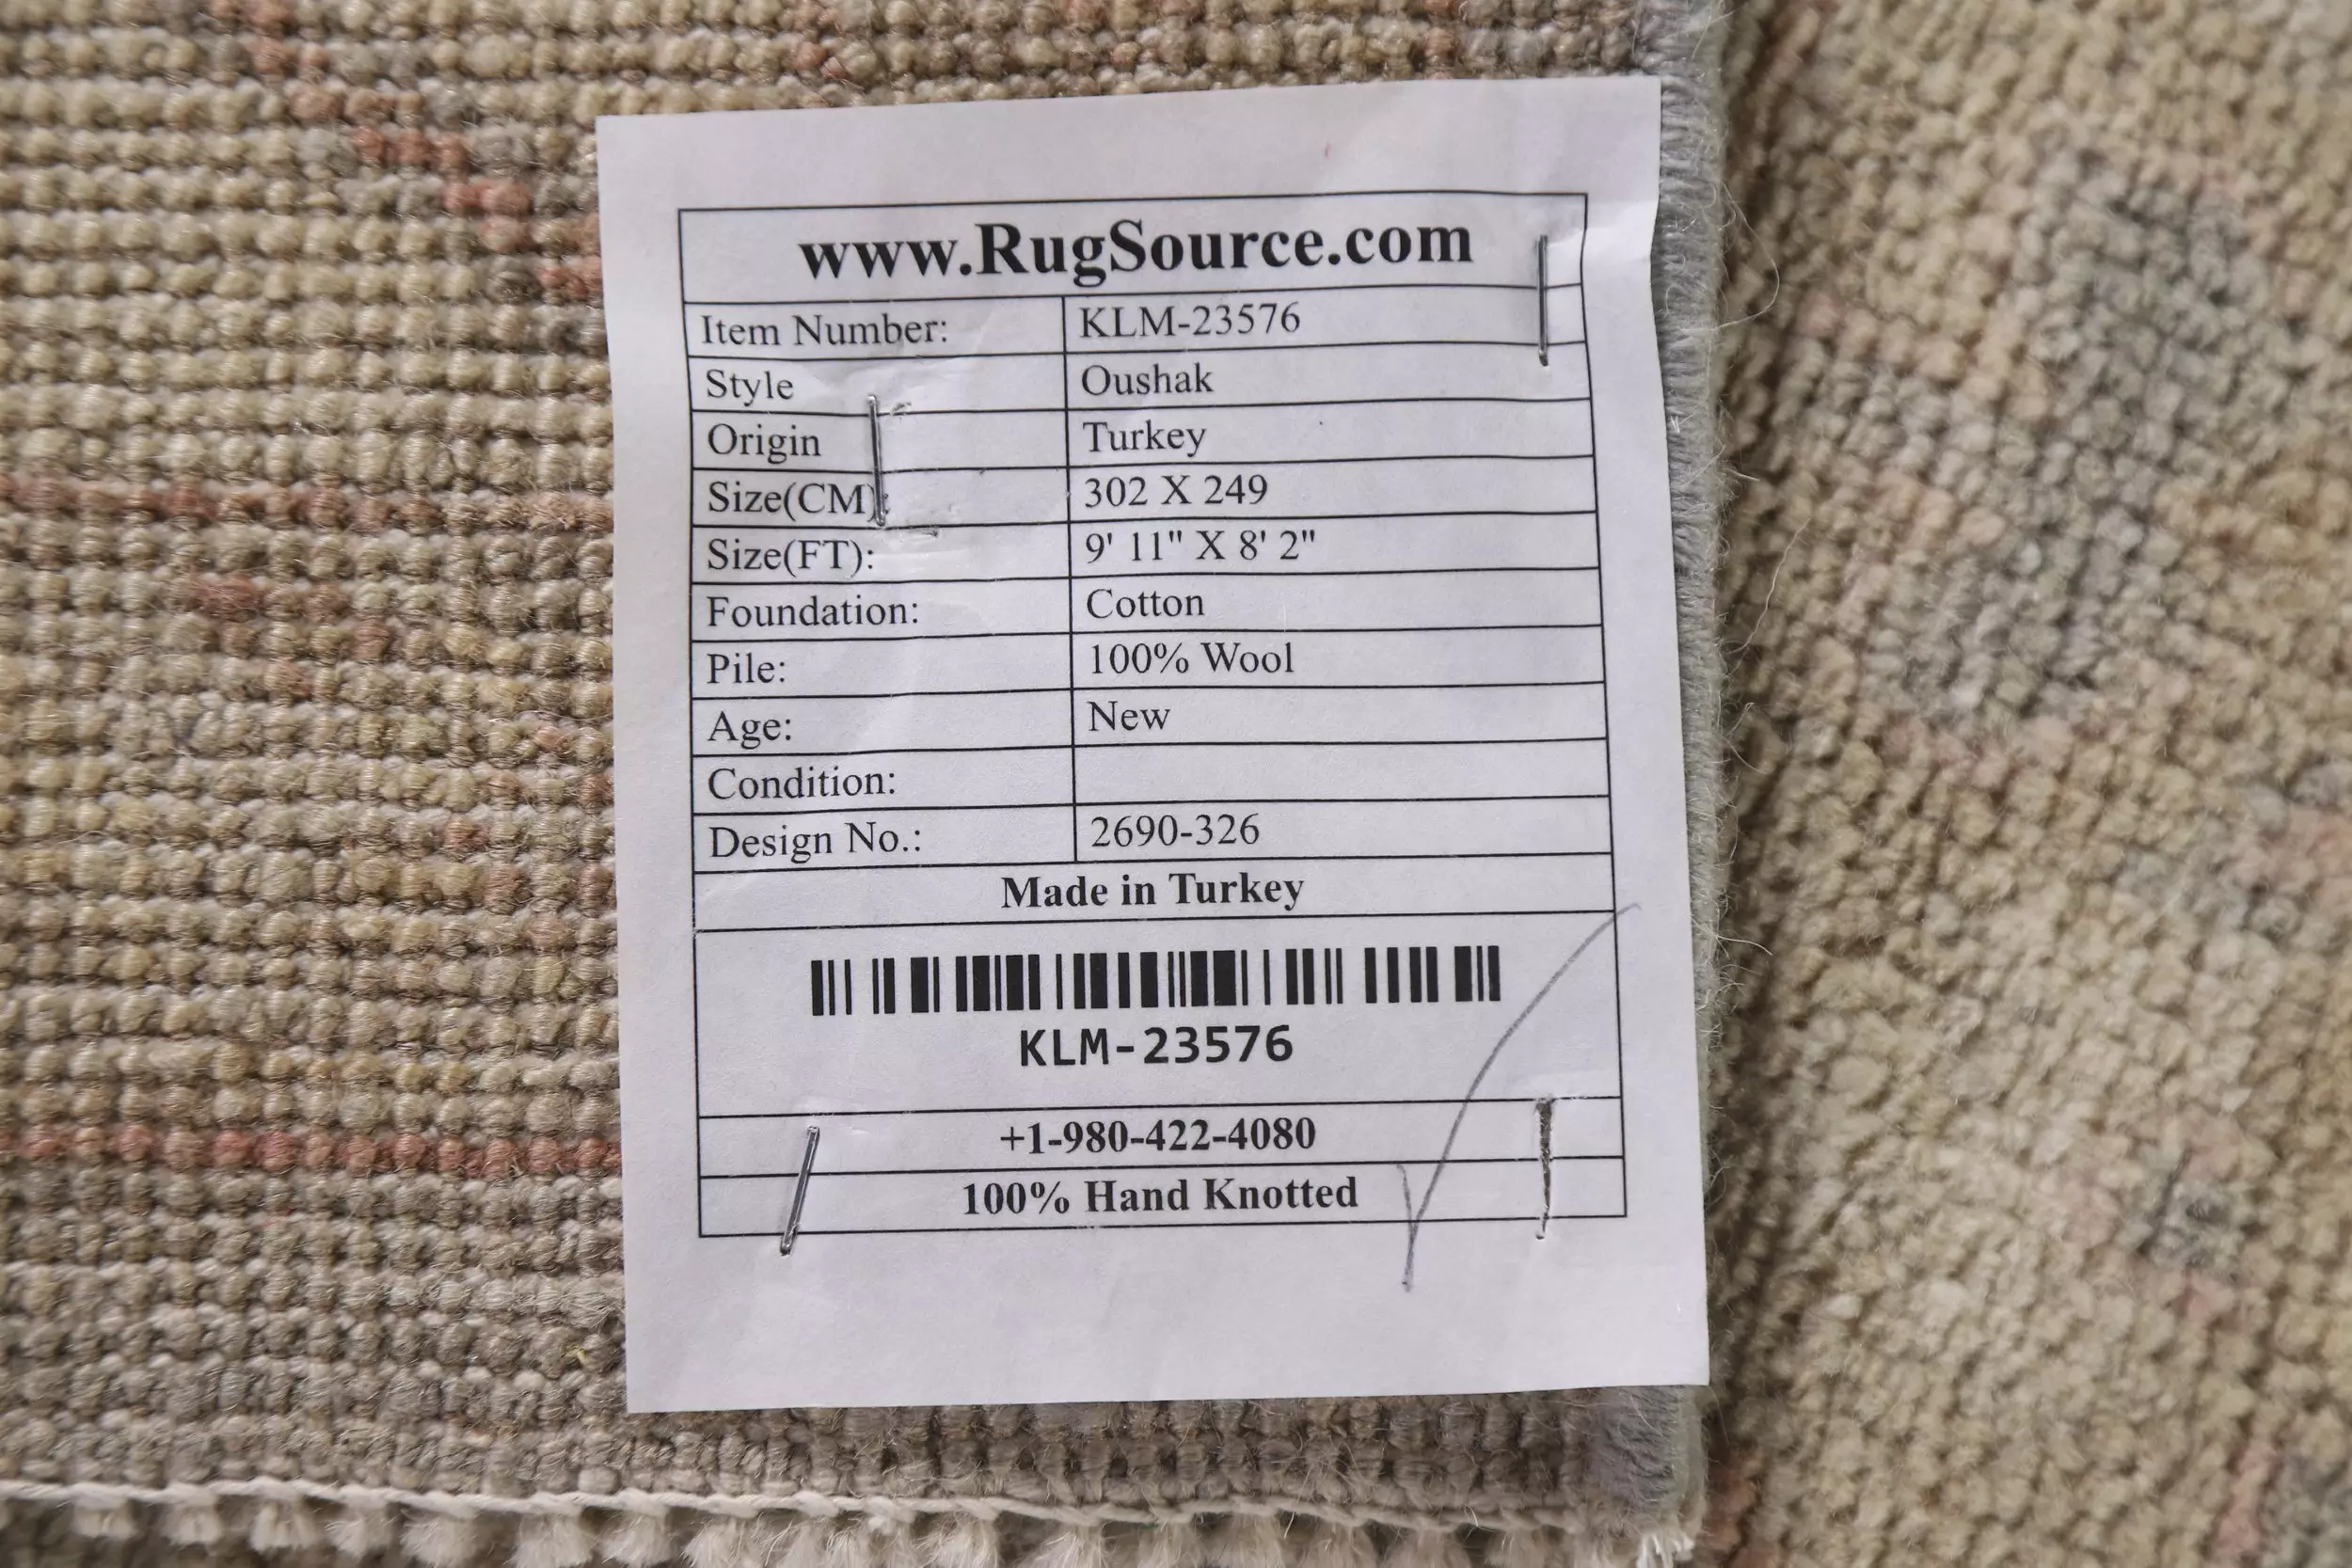 www.RugSource.com
Item Number: KLM-23576
Style Oushak
Origin Turkey
Size(CM): 302 X 249
Size(FT): 9' 11" X 8' 2"
Foundation: Cotton
Pile: 100% Wool
Age: New
Condition:
Design No.: 2690-326
Made in Turkey
KLM-23576
+1-980-422-4080
100% Hand Knotted